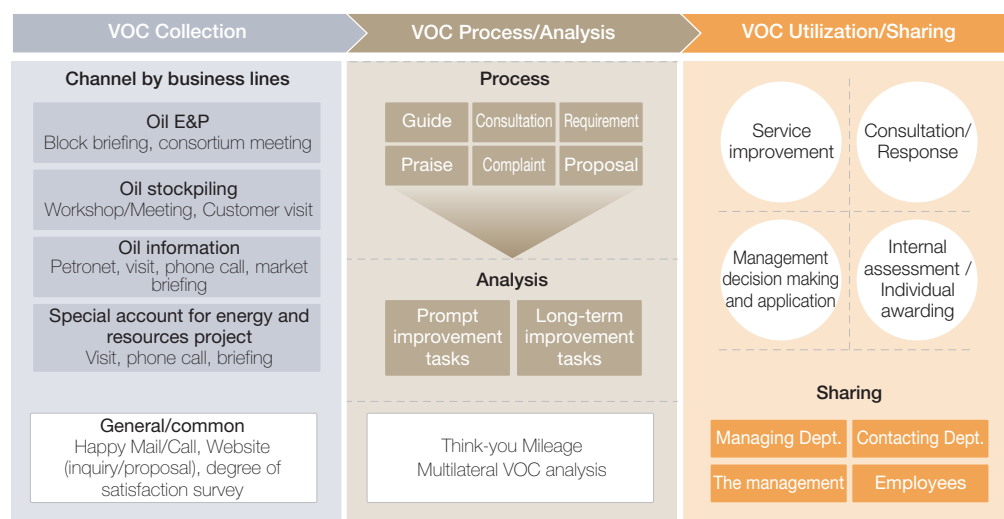 VOC Collection
VOC Process/Analysis
VOC Utilization/Sharing
Channel by business lines
Oil E&P
Block briefing, consortium meeting
Oil stockpiling
Workshop/Meeting, Customer visit
Oil information
Petronet, visit, phone call, market
briefing
Special account for energy and
resources project
Visit, phone call, briefing
General/common
Happy Mail/Call, Website
(inquiry/proposal), degree of
satisfaction survey
Process
Guide
Consultation
Requirement
Praise
Complaint
Proposal
Analysis
Prompt
improvement
tasks
Long-term
improvement
tasks
Think-you Mileage
Multilateral VOC analysis
Service
improvement
Consultation/
Response
Management
decision making
and application
Internal
assessment /
Individual
awarding
Sharing
Managing Dept.
Contacting Dept.
The management
Employees